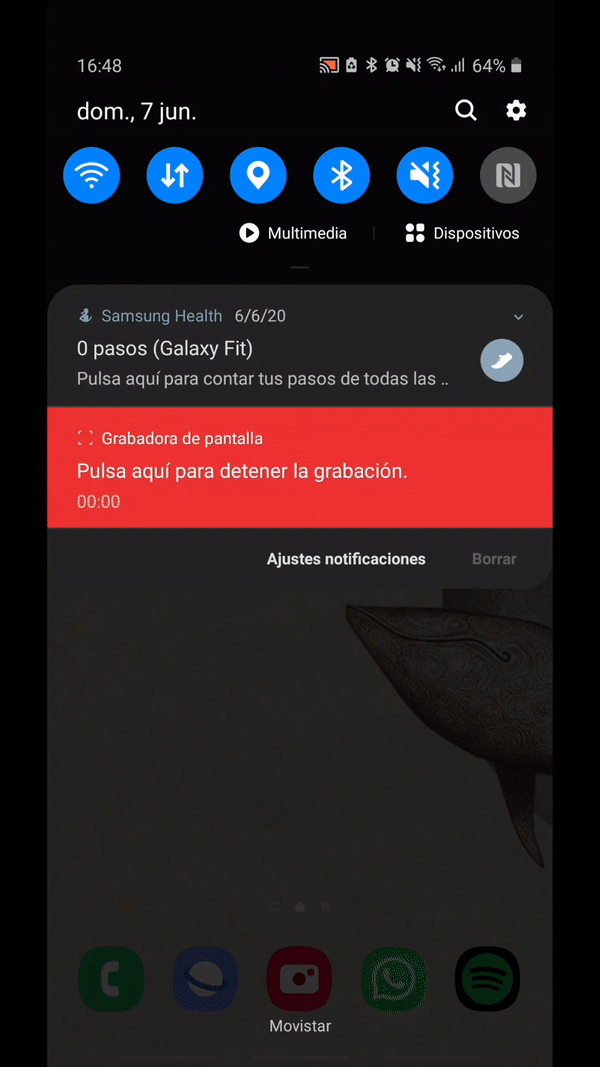 16:48
64%
dom., 7 jun.
Multimedia
Dispositivos
Samsung Health 6/6/20
0 pasos (Galaxy Fit)
Pulsa aquí para contar tus pasos de todas las ..
Grabadora de pantalla
Pulsa aquí para detener la grabación.
00:00
Ajustes notificaciones
Borrar
Movistar